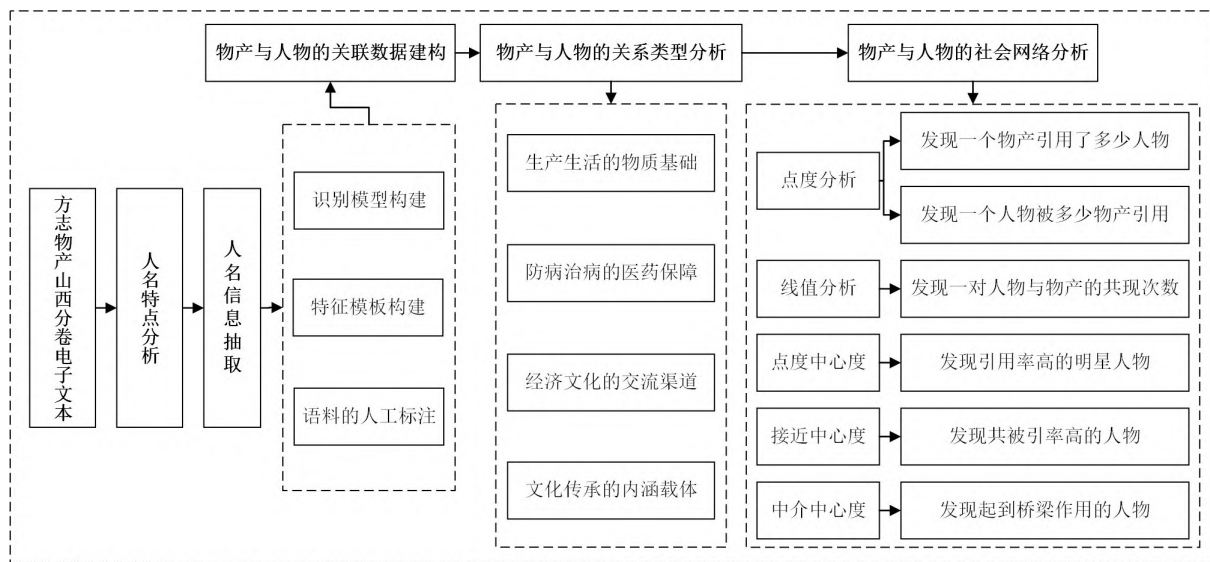 物产与人物的关联数据建构
物产与人物的关系类型分析
物产与人物的社会网络分析
方志物产山西分卷电子文本
人名特点分析
人名信息抽取
识别模型构建
特征模板构建
语料的人工标注
生产生活的物质基础
防病治病的医药保障
经济文化的交流渠道
文化传承的内涵载体
点度分析
发现一个物产引用了多少人物
发现一个人物被多少物产引用
线值分析
发现一对人物与物产的共现次数
点度中心度
发现引用率高的明星人物
接近中心度
发现共被引率高的人物
中介中心度
发现起到桥梁作用的人物